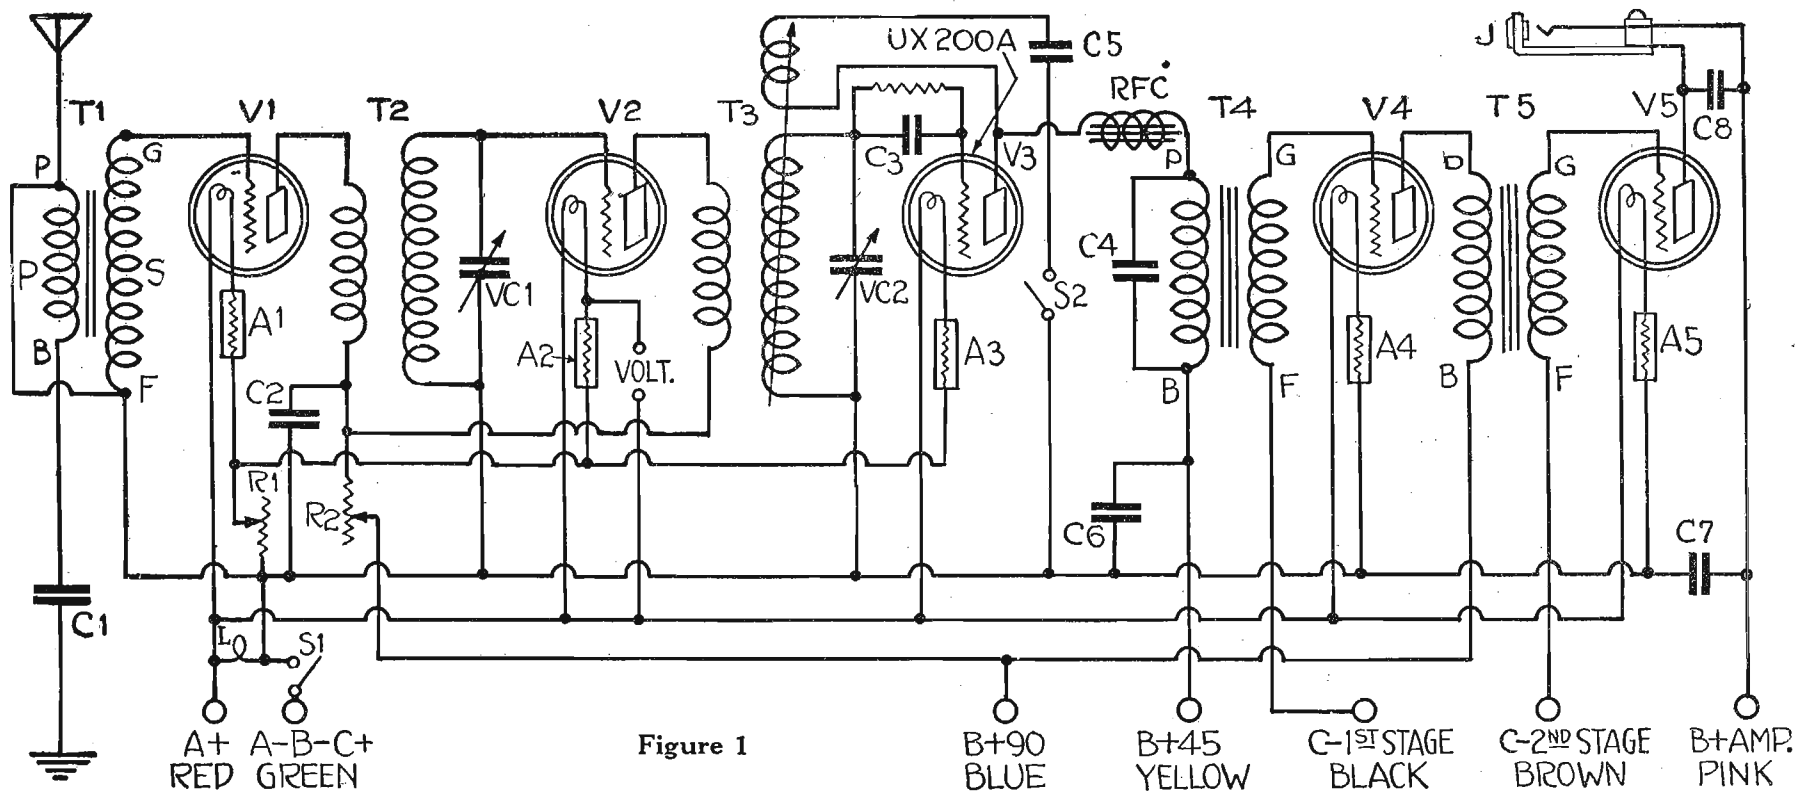 UX 200A
C5
J
RFC
T1
V1
T2
V2
T3
T4
V4
T5
V5
C8
P
G
C3
V3
P
G
D
G
P
S
C4
A1
VC1
VC2
S2
A2
VOLT.
A3
A4
A5
B
F
C2
B
F
B
F
R1
R2
C6
C7
C1
L
S1
A+
RED
A-B-C+
GREEN
Figure 1
B+90
BLUE
B+45
YELLOW
C-1ST STAGE
BLACK
C-2ND STAGE
BROWN
B+AMP.
PINK